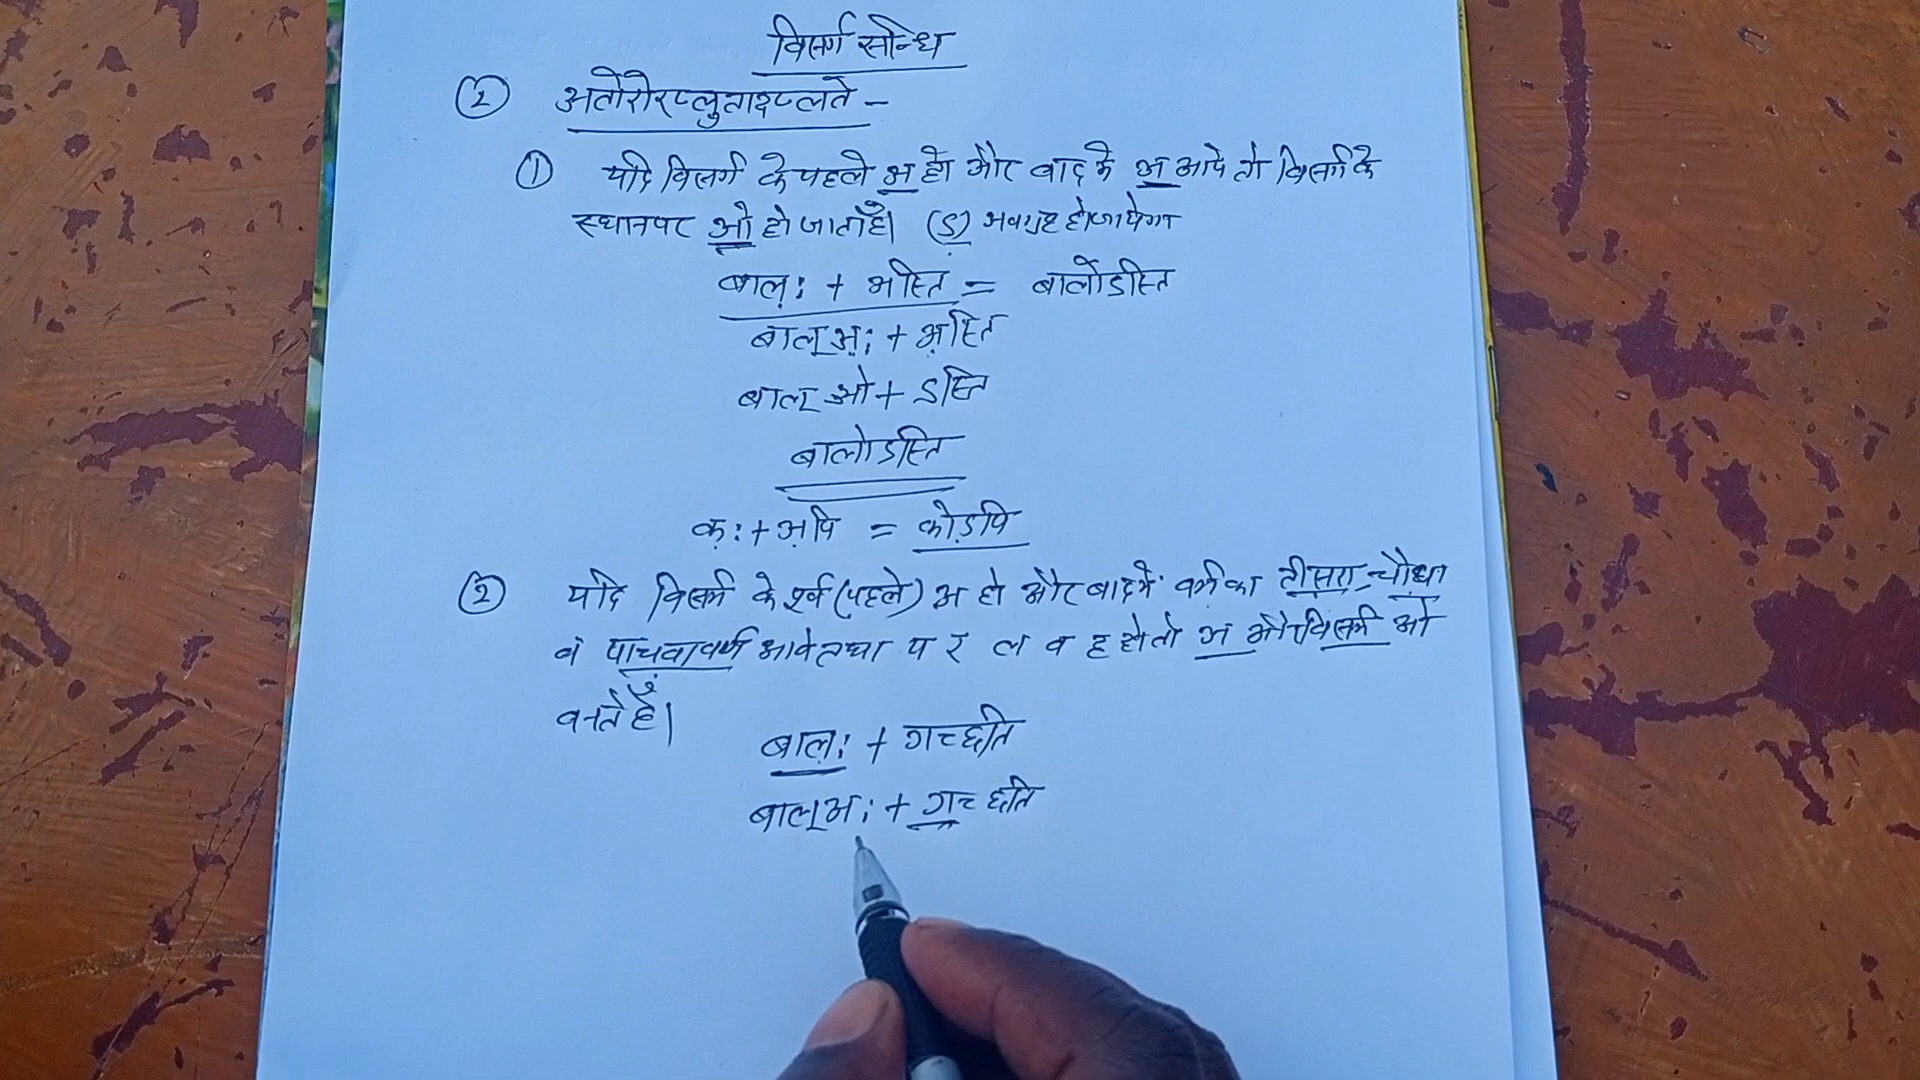 विसर्ग सन्धि
(2) अतोरोरप्लुतादप्लुते -
(1) यदि विसर्ग के पहले अ हो और बाद में अ आये तो विसर्ग के
स्थान पर ओ हो जाता है। (ऽ) अवग्रह हो जायेगा
बाल: + अस्ति = बालोऽस्ति
बाल् अ: + अस्ति
बाल् ओ + ऽस्ति
बालोऽस्ति
क: + अपि = कोऽपि
(2) यदि विसर्ग के पूर्व (पहले) अ हो और बाद में वर्ग का तीसरा-चौथा
वं पाचवा वर्ण आवे तथा य र ल व ह हो तो अ और विसर्ग ओ
बनते है।
बाल: + गच्छति
बाल् अ: + गच्छति